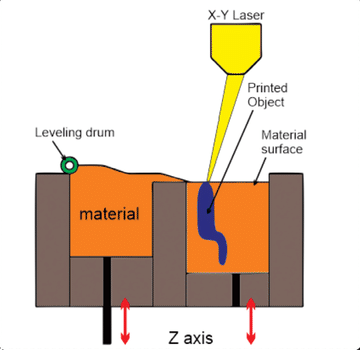 X-Y Laser
Printed
Object
Leveling drum
Material
surface
material
Z axis